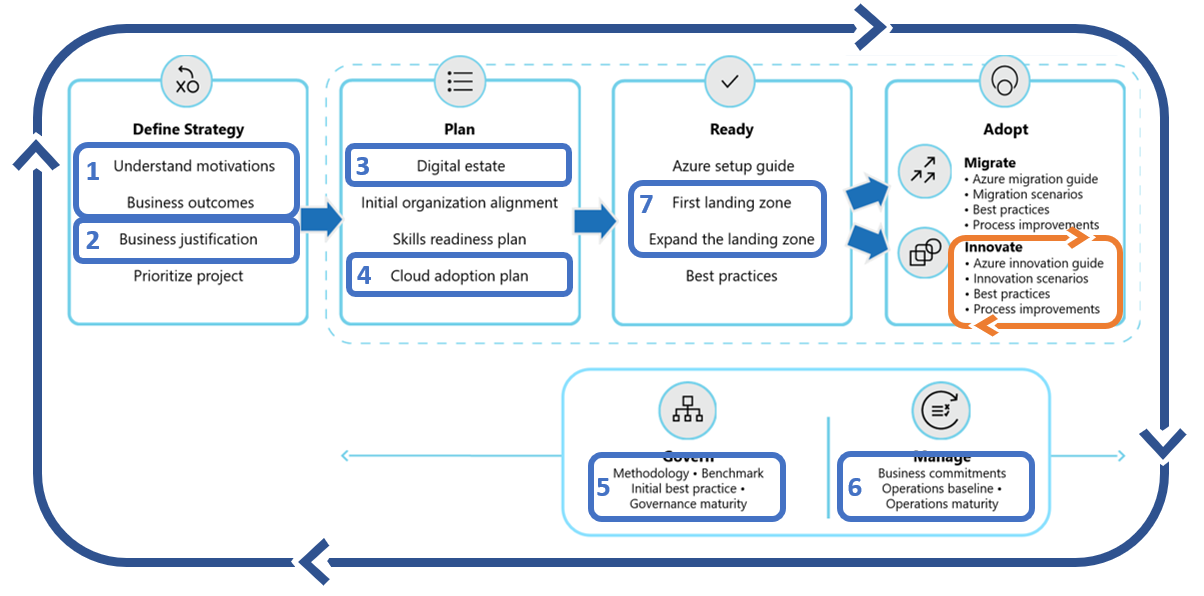 Define Strategy
1
Understand motivations
Business outcomes
2
Business justification
Prioritize project
Plan
3
Digital estate
Initial organization alignment
Skills readiness plan
4
Cloud adoption plan
Ready
Azure setup guide
7
First landing zone
Expand the landing zone
Best practices
Adopt
Migrate
• Azure migration guide
• Migration scenarios
• Best practices
• Process improvements
Innovate
• Azure innovation guide
• Innovation scenarios
• Best practices
• Process improvements
Govern
5
Methodology • Benchmark
Initial best practice •
Governance maturity
Manage
6
Business commitments
Operations baseline •
Operations maturity